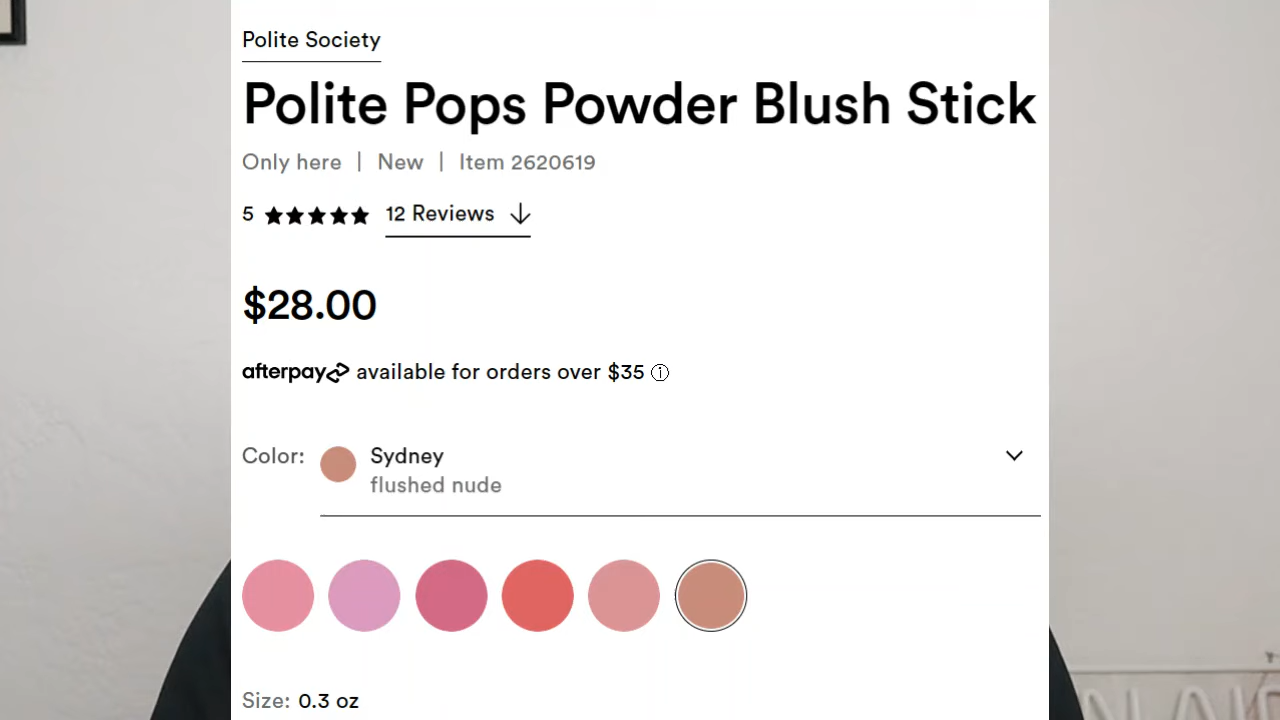 Polite Society
Polite Pops Powder Blush Stick
Only here | New | Item 2620619
5 ★★★★★ 12 Reviews ↓
$28.00
afterpay available for orders over $35 ⓘ
Color: Sydney
flushed nude
Size: 0.3 oz